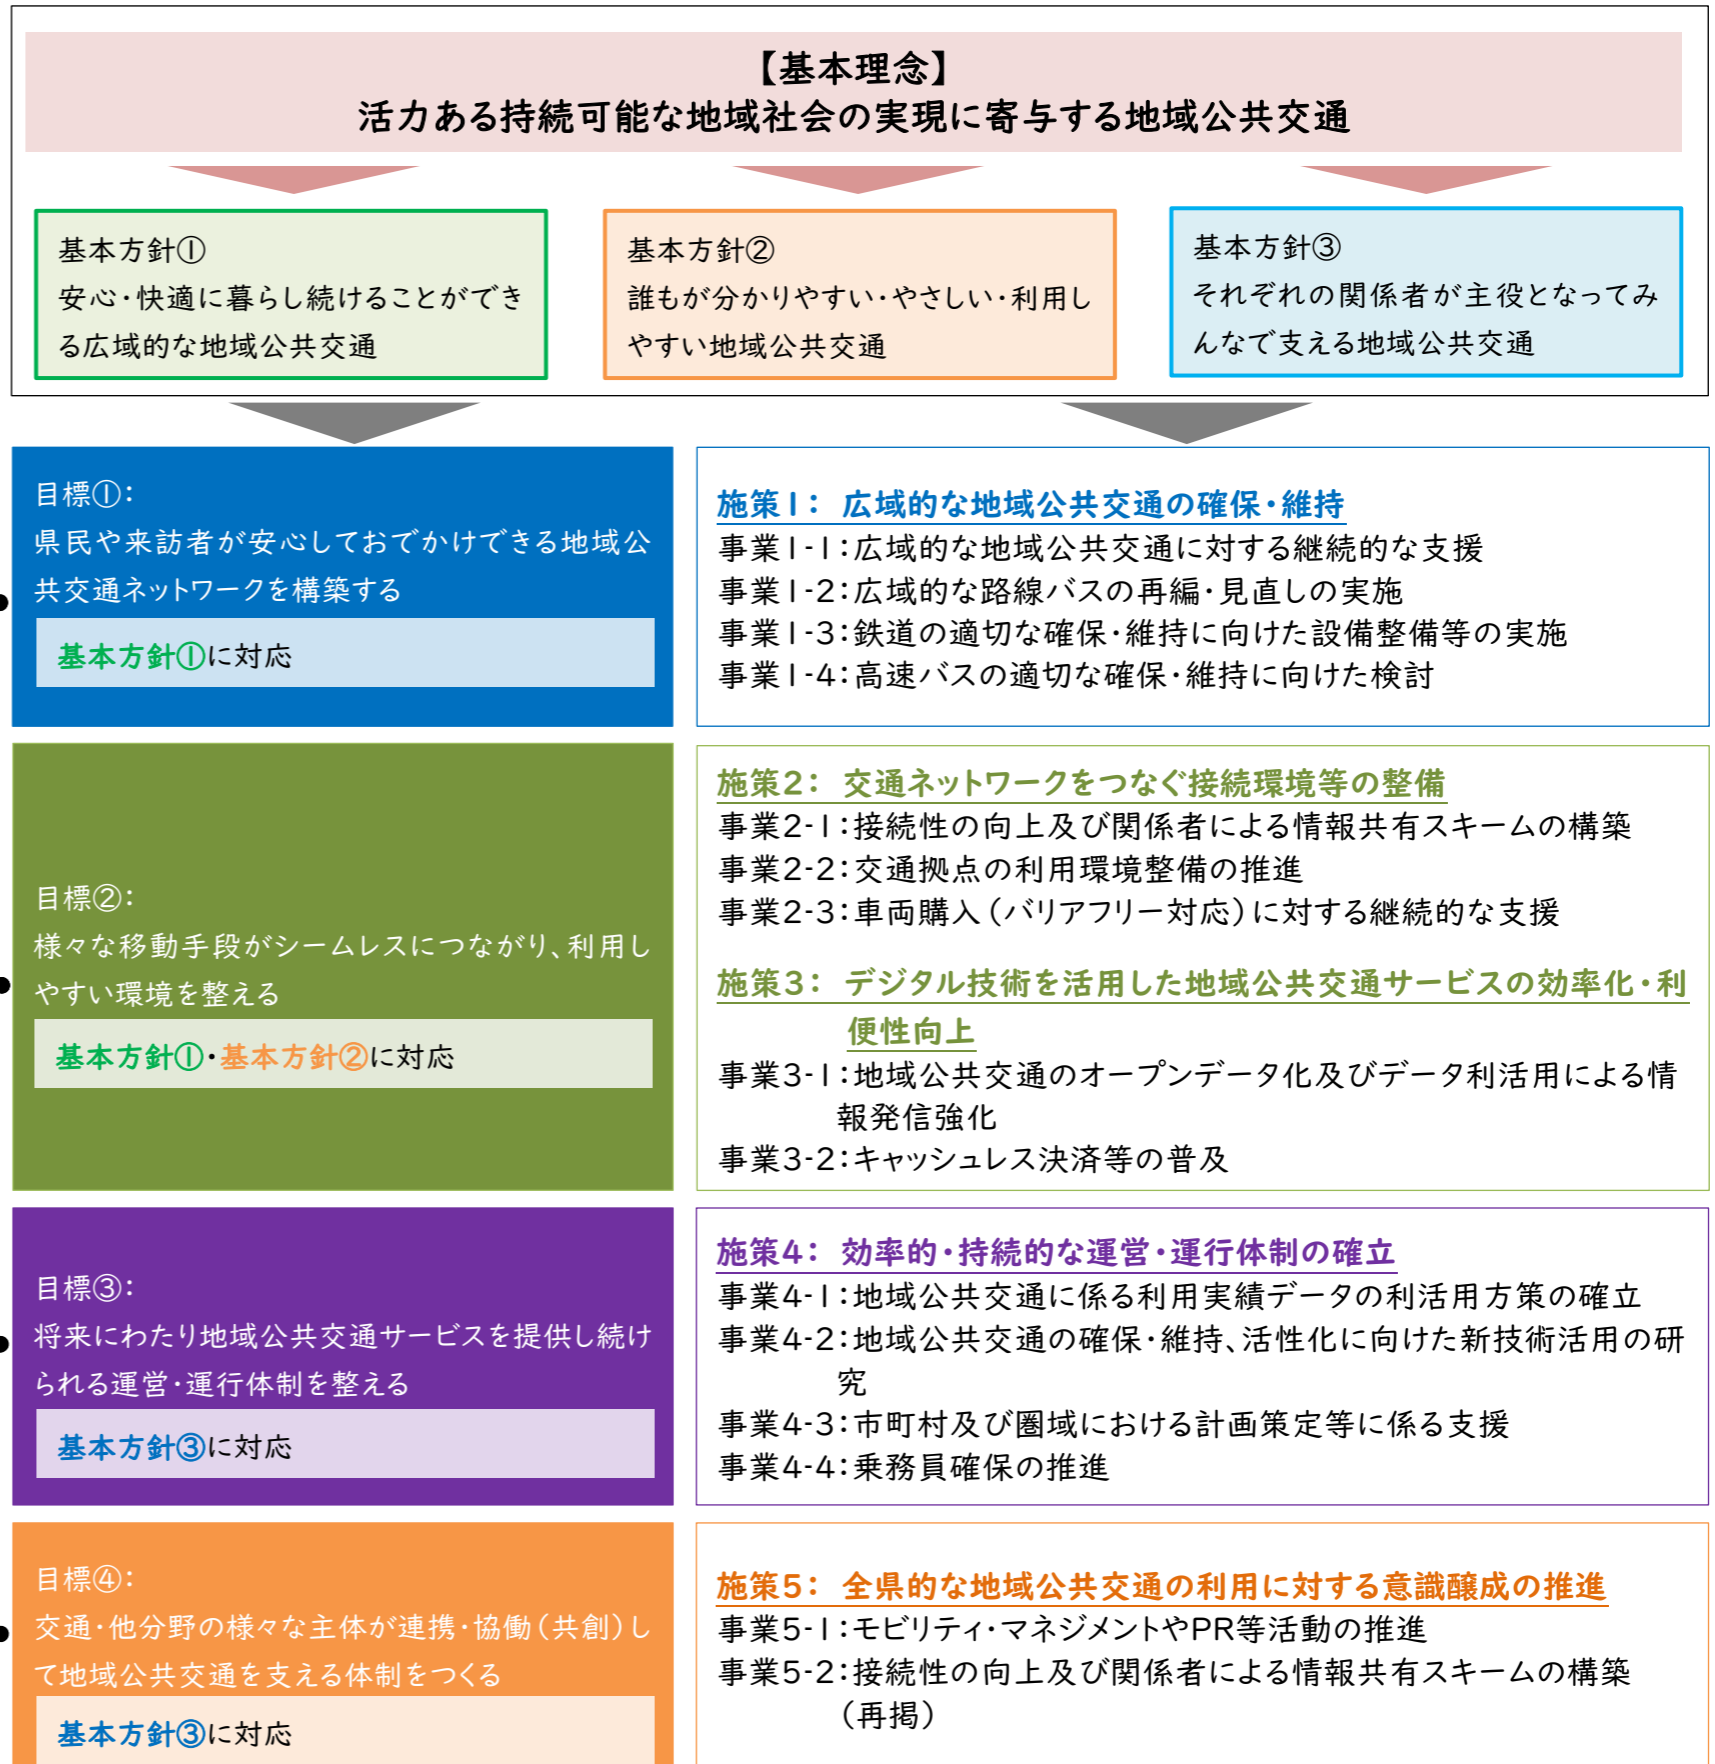 【基本理念】
活力ある持続可能な地域社会の実現に寄与する地域公共交通
基本方針①
安心・快適に暮らし続けることができ
る広域的な地域公共交通
基本方針②
誰もが分かりやすい・やさしい・利用し
やすい地域公共交通
基本方針③
それぞれの関係者が主役となってみ
んなで支える地域公共交通
目標①：
県民や来訪者が安心しておでかけできる地域公
共交通ネットワークを構築する
基本方針①に対応
施策1： 広域的な地域公共交通の確保・維持
事業1-1：広域的な地域公共交通に対する継続的な支援
事業1-2：広域的な路線バスの再編・見直しの実施
事業1-3：鉄道の適切な確保・維持に向けた設備整備等の実施
事業1-4：高速バスの適切な確保・維持に向けた検討
目標②：
様々な移動手段がシームレスにつながり、利用し
やすい環境を整える
基本方針①・基本方針②に対応
施策2： 交通ネットワークをつなぐ接続環境等の整備
事業2-1：接続性の向上及び関係者による情報共有スキームの構築
事業2-2：交通拠点の利用環境整備の推進
事業2-3：車両購入（バリアフリー対応）に対する継続的な支援
施策3： デジタル技術を活用した地域公共交通サービスの効率化・利
便性向上
事業3-1：地域公共交通のオープンデータ化及びデータ利活用による情
報発信強化
事業3-2：キャッシュレス決済等の普及
目標③：
将来にわたり地域公共交通サービスを提供し続け
られる運営・運行体制を整える
基本方針③に対応
施策4： 効率的・持続的な運営・運行体制の確立
事業4-1：地域公共交通に係る利用実績データの利活用方策の確立
事業4-2：地域公共交通の確保・維持、活性化に向けた新技術活用の研
究
事業4-3：市町村及び圏域における計画策定等に係る支援
事業4-4：乗務員確保の推進
目標④：
交通・他分野の様々な主体が連携・協働（共創）し
て地域公共交通を支える体制をつくる
基本方針③に対応
施策5： 全県的な地域公共交通の利用に対する意識醸成の推進
事業5-1：モビリティ・マネジメントやPR等活動の推進
事業5-2：接続性の向上及び関係者による情報共有スキームの構築
（再掲）